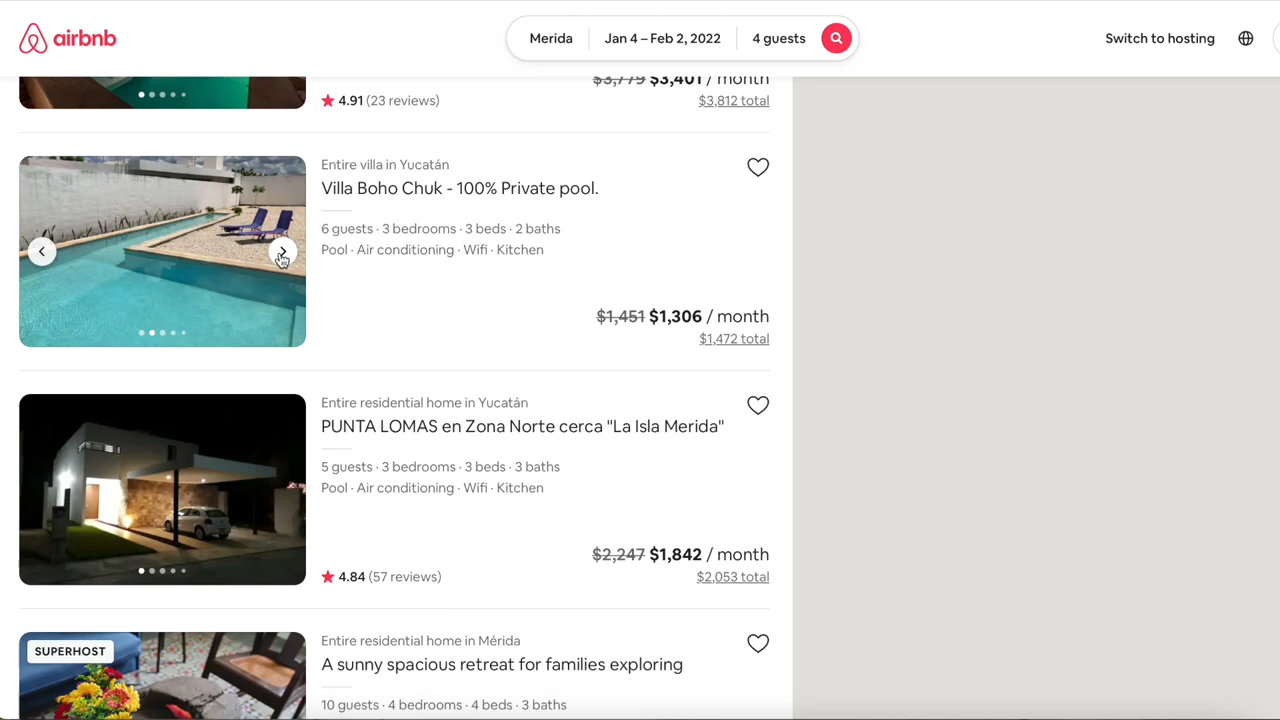 airbnb
Merida
Jan 4 – Feb 2, 2022
4 guests
Switch to hosting
$3,779 $3,401 / month
4.91 (23 reviews)
$3,812 total
Entire villa in Yucatán
Villa Boho Chuk - 100% Private pool.
6 guests · 3 bedrooms · 3 beds · 2 baths
Pool · Air conditioning · Wifi · Kitchen
$1,451 $1,306 / month
$1,472 total
Entire residential home in Yucatán
PUNTA LOMAS en Zona Norte cerca "La Isla Merida"
5 guests · 3 bedrooms · 3 beds · 3 baths
Pool · Air conditioning · Wifi · Kitchen
$2,247 $1,842 / month
4.84 (57 reviews)
$2,053 total
SUPERHOST
Entire residential home in Mérida
A sunny spacious retreat for families exploring
10 guests · 4 bedrooms · 4 beds · 3 baths